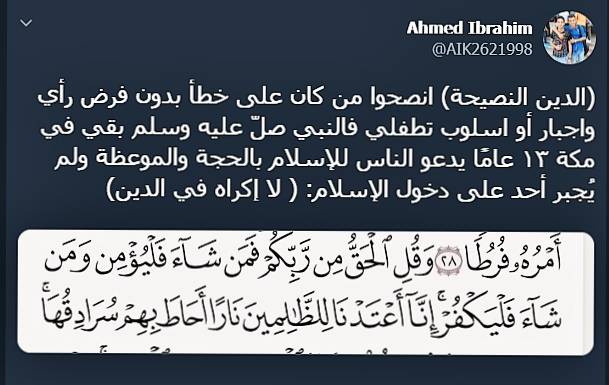 Ahmed Ibrahim
@AIK2621998
(الدين النصيحة) انصحوا من كان على خطأ بدون فرض رأي
واجبار أو اسلوب تطفلي فالنبي صلّ عليه وسلم بقي في
مكة ١٣ عامًا يدعو الناس للإسلام بالحجة والموعظة ولم
يُجبر أحد على دخول الإسلام: ( لا إكراه في الدين)
أَمْرُهُۥ فُرُطًا ٢٨ وَقُلِ ٱلْحَقُّ مِن رَّبِّكُمْ فَمَن شَآءَ فَلْيُؤْمِن وَمَن
شَآءَ فَلْيَكْفُرْ إِنَّآ أَعْتَدْنَا لِلظَّٰلِمِينَ نَارًا أَحَاطَ بِهِمْ سُرَادِقُهَا ۚ